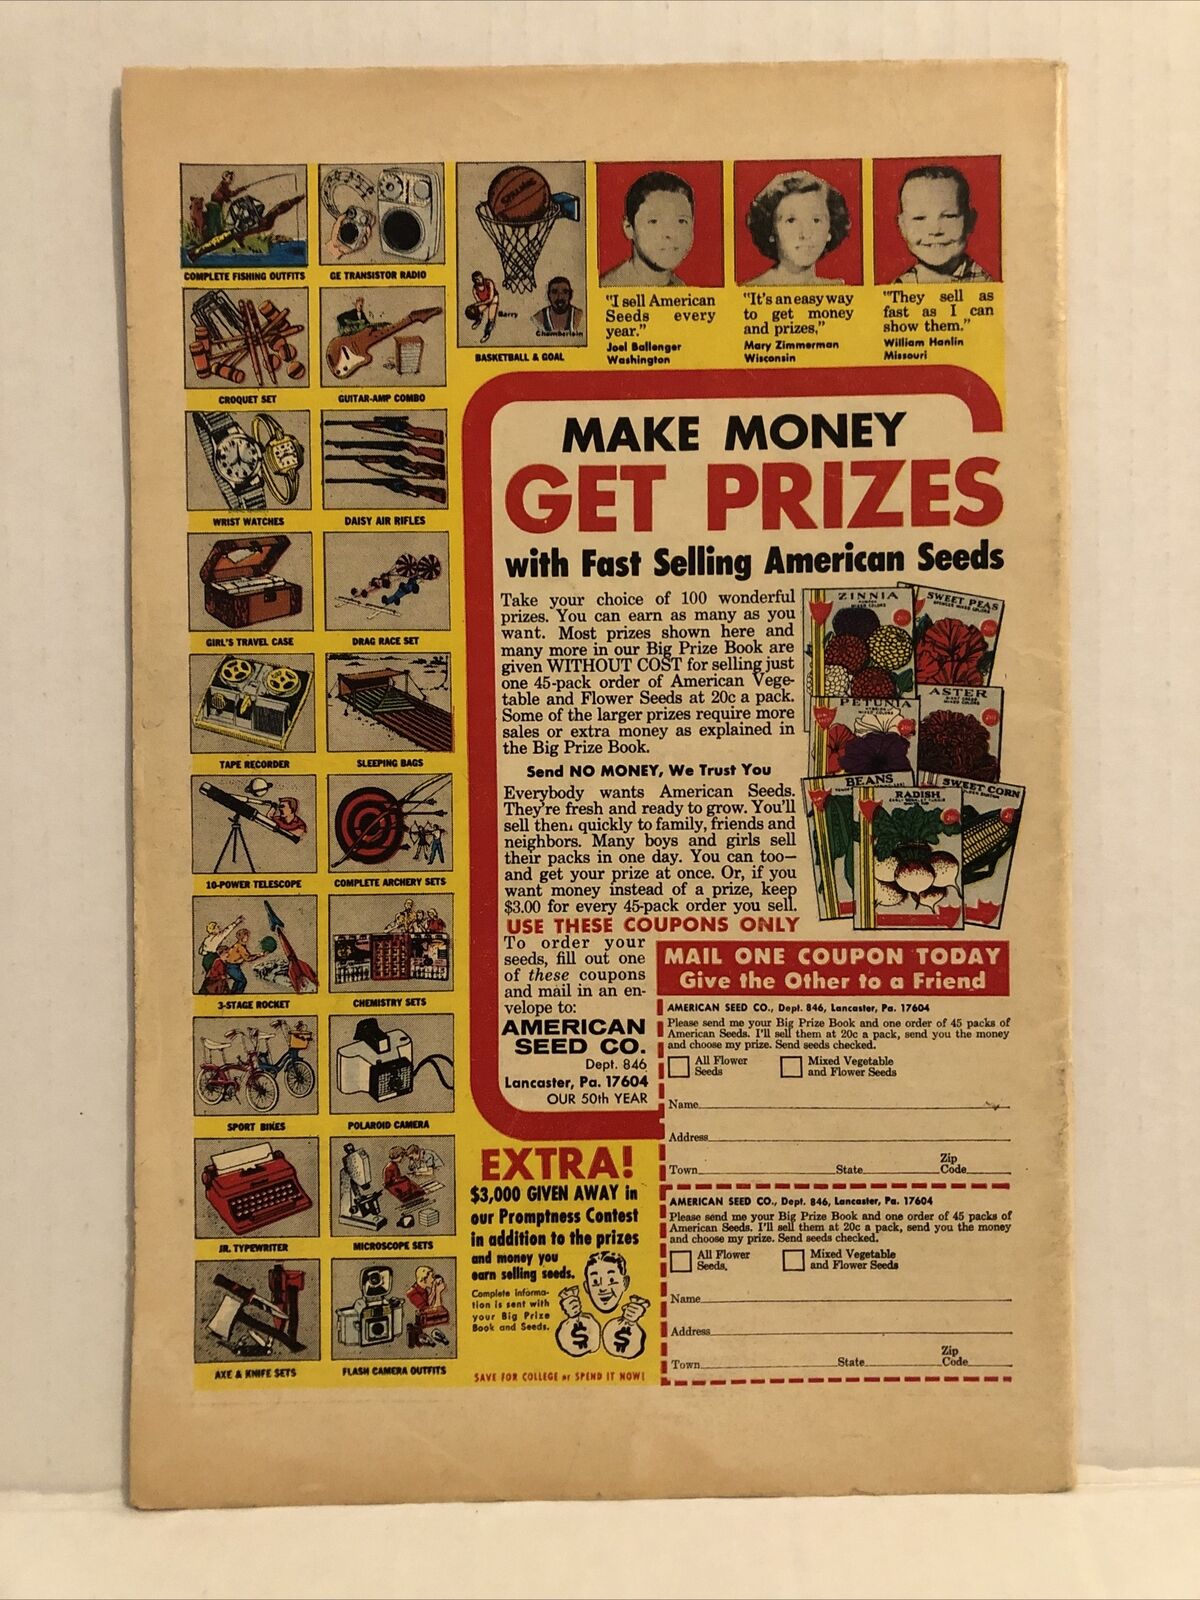 COMPLETE FISHING OUTFITS
GE TRANSISTOR RADIO
SPALDING
Barry
Chamberlain
BASKETBALL & GOAL
"I sell American
Seeds every
year."
Joel Ballenger
Washington
"It's an easy way
to get money
and prizes,"
Mary Zimmerman
Wisconsin
"They sell as
fast as I can
show them."
William Hanlin
Missouri
CROQUET SET
GUITAR-AMP COMBO
WRIST WATCHES
DAISY AIR RIFLES
GIRL'S TRAVEL CASE
DRAG RACE SET
TAPE RECORDER
SLEEPING BAGS
10-POWER TELESCOPE
COMPLETE ARCHERY SETS
3-STAGE ROCKET
CHEMISTRY SETS
SPORT BIKES
POLAROID CAMERA
JR. TYPEWRITER
MICROSCOPE SETS
AXE & KNIFE SETS
FLASH CAMERA OUTFITS
MAKE MONEY
GET PRIZES
with Fast Selling American Seeds
Take your choice of 100 wonderful
prizes. You can earn as many as you
want. Most prizes shown here and
many more in our Big Prize Book are
given WITHOUT COST for selling just
one 45-pack order of American Vege-
table and Flower Seeds at 20c a pack.
Some of the larger prizes require more
sales or extra money as explained in
the Big Prize Book.
Send NO MONEY, We Trust You
Everybody wants American Seeds.
They're fresh and ready to grow. You'll
sell them quickly to family, friends and
neighbors. Many boys and girls sell
their packs in one day. You can too—
and get your prize at once. Or, if you
want money instead of a prize, keep
$3.00 for every 45-pack order you sell.
ZINNIA
MIXED COLORS
SWEET PEAS
SPENCER MIXED COLORS
PETUNIA
MIXED COLORS
ASTER
MIXED COLORS
BEANS
RADISH
SWEET CORN
USE THESE COUPONS ONLY
To order your
seeds, fill out one
of these coupons
and mail in an en-
velope to:
AMERICAN
SEED CO.
Dept. 846
Lancaster, Pa. 17604
OUR 50th YEAR
MAIL ONE COUPON TODAY
Give the Other to a Friend
AMERICAN SEED CO., Dept. 846, Lancaster, Pa. 17604
Please send me your Big Prize Book and one order of 45 packs of
American Seeds. I'll sell them at 20c a pack, send you the money
and choose my prize. Send seeds checked.
All Flower
Seeds
Mixed Vegetable
and Flower Seeds
Name
Address
Town State Zip
Code
EXTRA!
$3,000 GIVEN AWAY in
our Promptness Contest
in addition to the prizes
and money you
earn selling seeds.
Complete informa-
tion is sent with
your Big Prize
Book and Seeds.
$ $
SAVE FOR COLLEGE or SPEND IT NOW!
AMERICAN SEED CO., Dept. 846, Lancaster, Pa. 17604
Please send me your Big Prize Book and one order of 45 packs of
American Seeds. I'll sell them at 20c a pack, send you the money
and choose my prize. Send seeds checked.
All Flower
Seeds.
Mixed Vegetable
and Flower Seeds
Name
Address
Town State Zip
Code